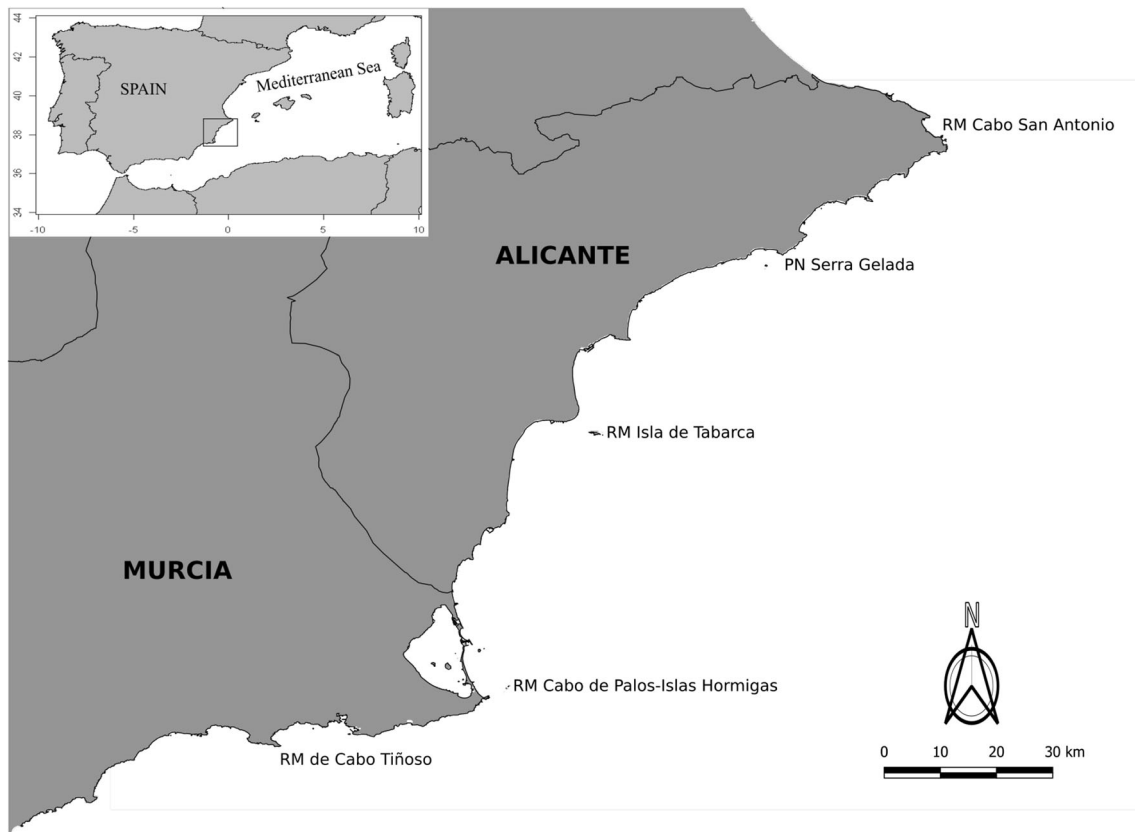 44
42
40
38
36
34
-10
-5
0
5
10
SPAIN
Mediterranean Sea
RM Cabo San Antonio
ALICANTE
PN Serra Gelada
RM Isla de Tabarca
MURCIA
N
RM Cabo de Palos-Islas Hormigas
RM de Cabo Tiñoso
0 10 20 30 km